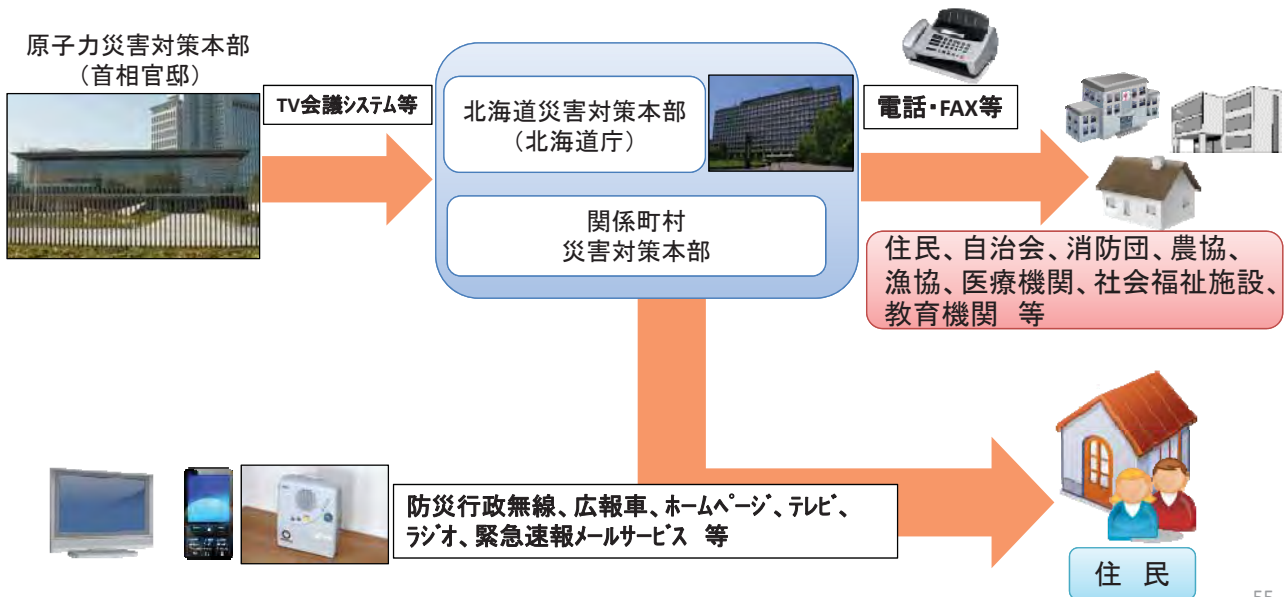 原子力災害対策本部
（首相官邸）
TV会議システム等
北海道災害対策本部
（北海道庁）
関係町村
災害対策本部
電話・FAX等
住民、自治会、消防団、農協、
漁協、医療機関、社会福祉施設、
教育機関　等
防災行政無線、広報車、ホームページ、テレビ、
ラジオ、緊急速報メールサービス　等
住　民
55